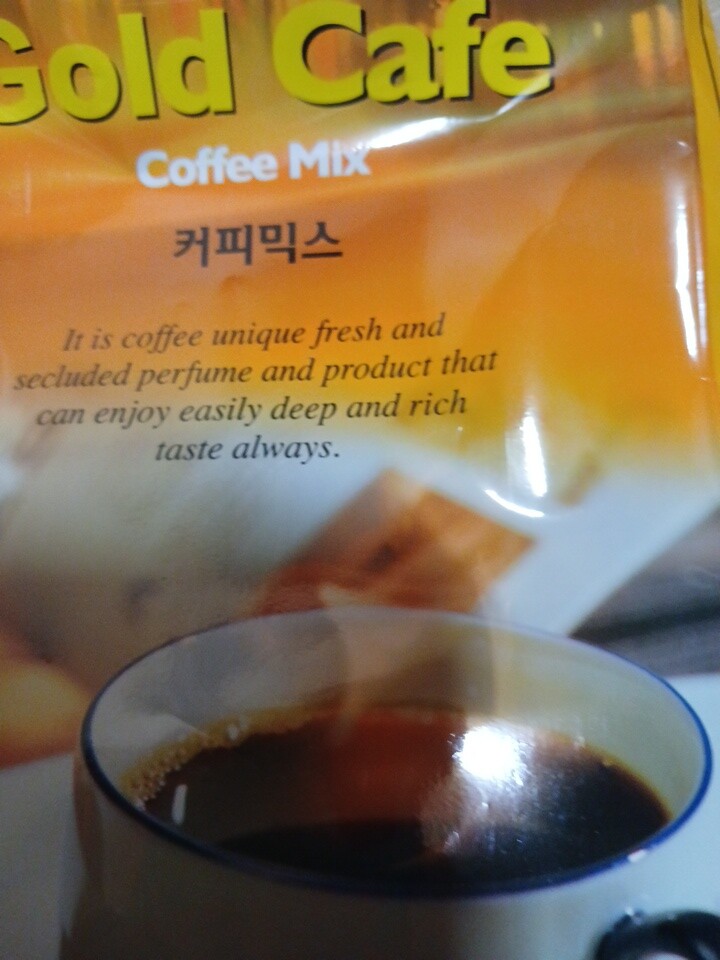 Gold Cafe
Coffee Mix
커피믹스
It is coffee unique fresh and
secluded perfume and product that
can enjoy easily deep and rich
taste always.